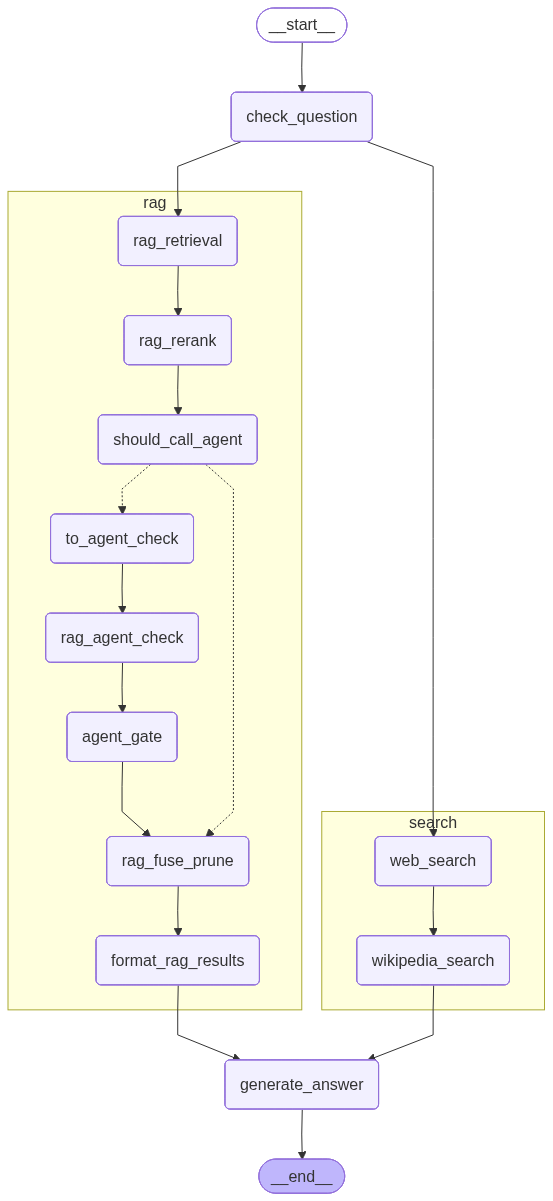 __start__
check_question
rag
rag_retrieval
rag_rerank
should_call_agent
to_agent_check
rag_agent_check
agent_gate
rag_fuse_prune
format_rag_results
search
web_search
wikipedia_search
generate_answer
__end__